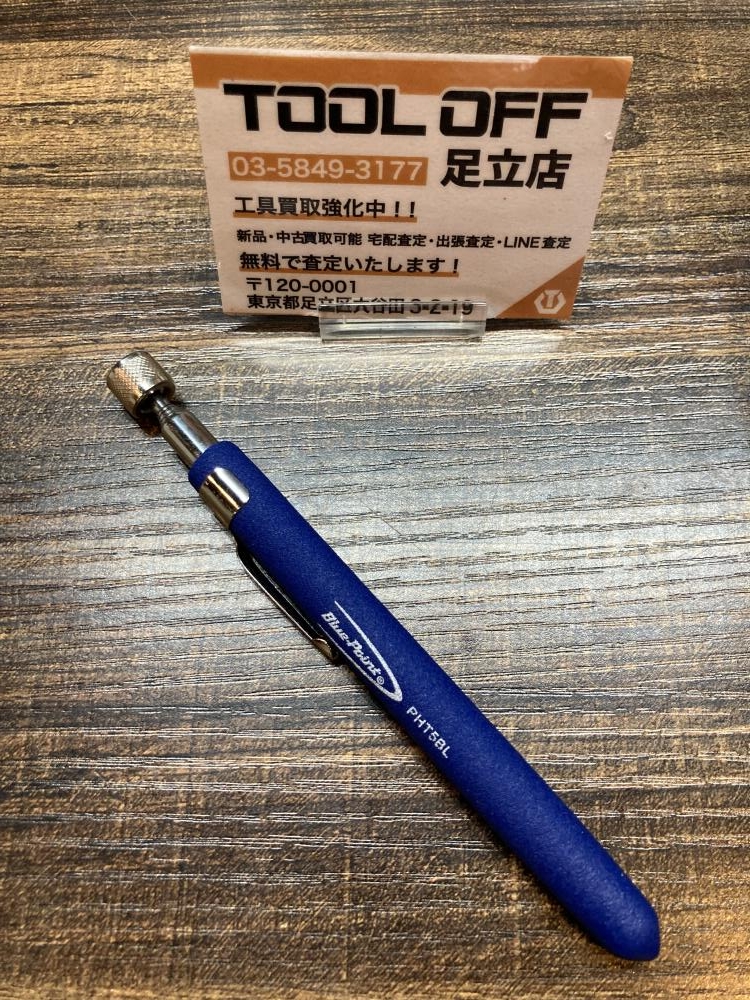 TOOL OFF
03-5849-3177 足立店
工具買取強化中！！
新品・中古買取可能 宅配査定・出張査定・LINE査定
無料で査定いたします！
〒120-0001
東京都足立区大谷田 3-2-19
Blue-Point®
PHT5BL